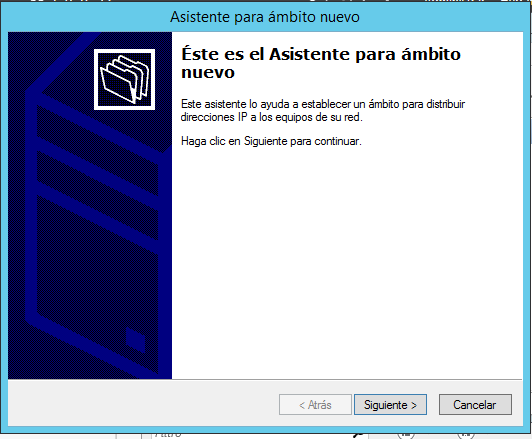 Asistente para ámbito nuevo
Éste es el Asistente para ámbito
nuevo
Este asistente lo ayuda a establecer un ámbito para distribuir
direcciones IP a los equipos de su red.
Haga clic en Siguiente para continuar.
< Atrás
Siguiente >
Cancelar